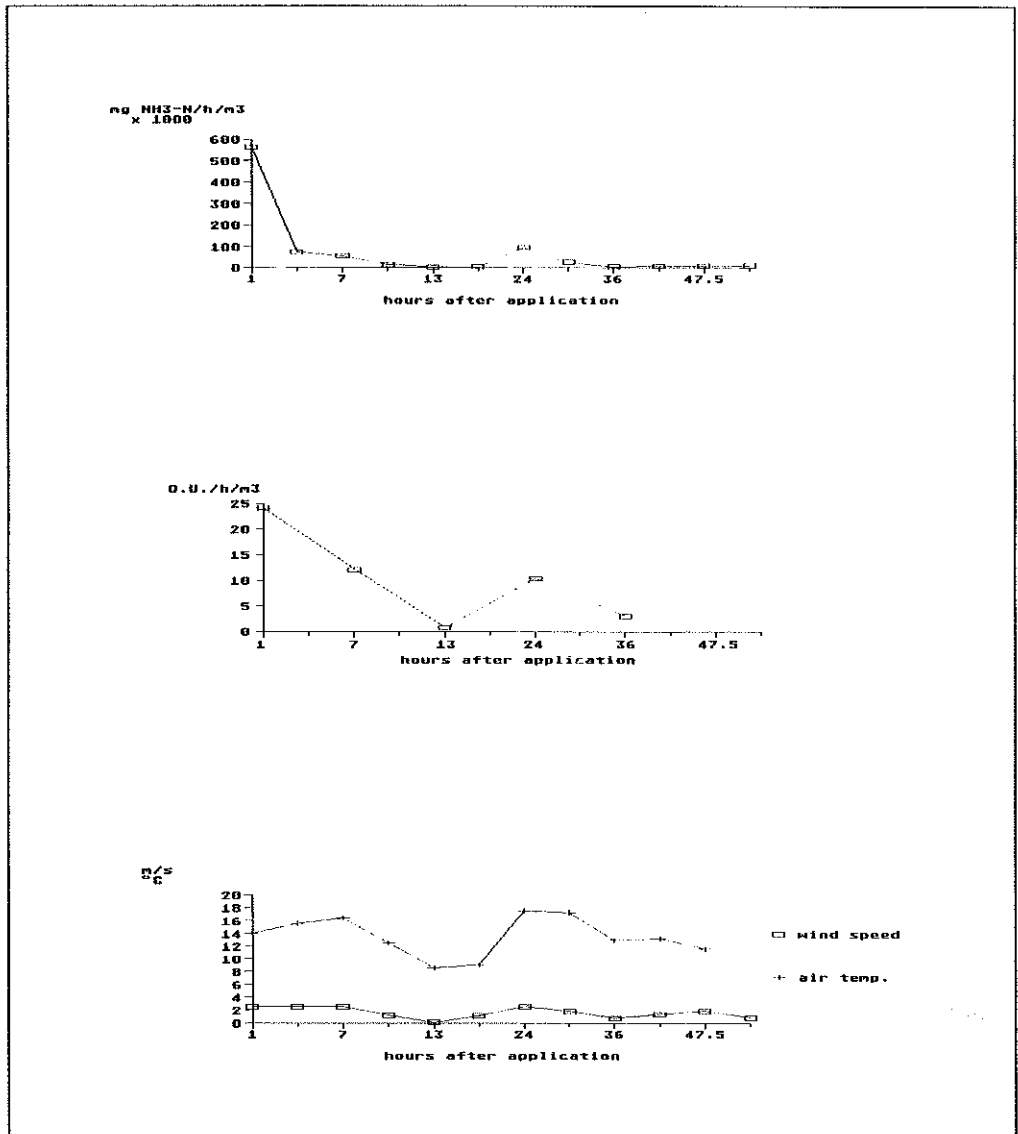 mg NH3-N/h/m3
x 1000
600
500
400
300
200
100
0
1 7 13 24 36 47.5
hours after application
O.U./h/m3
25
20
15
10
5
0
1 7 13 24 36 47.5
hours after application
m/s
°C
20
18
16
14
12
10
8
6
4
2
0
wind speed
air temp.
1 7 13 24 36 47.5
hours after application